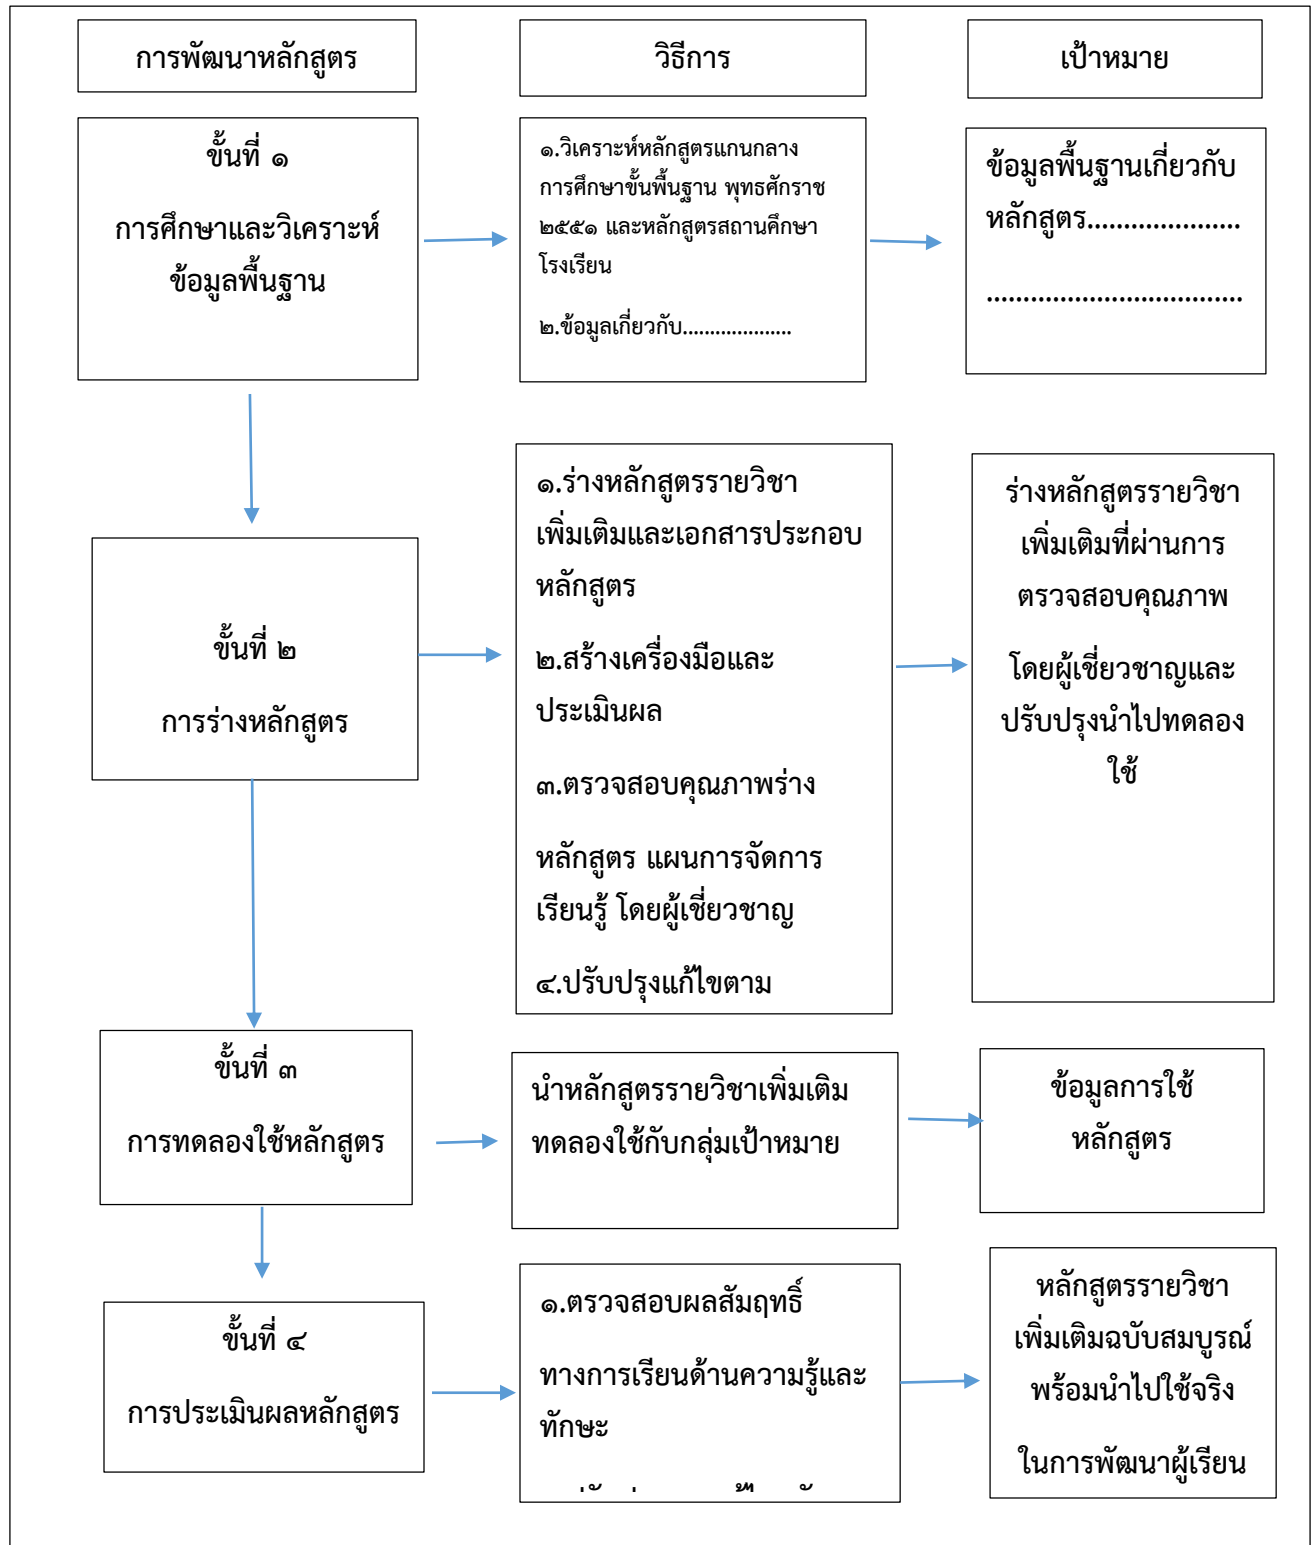 การพัฒนาหลักสูตร
วิธีการ
เป้าหมาย
ขั้นที่ ๑
การศึกษาและวิเคราะห์
ข้อมูลพื้นฐาน
๑.วิเคราะห์หลักสูตรแกนกลาง
การศึกษาขั้นพื้นฐาน พุทธศักราช
๒๕๕๑ และหลักสูตรสถานศึกษา
โรงเรียน
๒.ข้อมูลเกี่ยวกับ....................
ข้อมูลพื้นฐานเกี่ยวกับ
หลักสูตร.....................
...................................
ขั้นที่ ๒
การร่างหลักสูตร
๑.ร่างหลักสูตรรายวิชา
เพิ่มเติมและเอกสารประกอบ
หลักสูตร
๒.สร้างเครื่องมือและ
ประเมินผล
๓.ตรวจสอบคุณภาพร่าง
หลักสูตร แผนการจัดการ
เรียนรู้ โดยผู้เชี่ยวชาญ
๔.ปรับปรุงแก้ไขตาม
ร่างหลักสูตรรายวิชา
เพิ่มเติมที่ผ่านการ
ตรวจสอบคุณภาพ
โดยผู้เชี่ยวชาญและ
ปรับปรุงนำไปทดลอง
ใช้
ขั้นที่ ๓
การทดลองใช้หลักสูตร
นำหลักสูตรรายวิชาเพิ่มเติม
ทดลองใช้กับกลุ่มเป้าหมาย
ข้อมูลการใช้
หลักสูตร
ขั้นที่ ๔
การประเมินผลหลักสูตร
๑.ตรวจสอบผลสัมฤทธิ์
ทางการเรียนด้านความรู้และ
ทักษะ
หลักสูตรรายวิชา
เพิ่มเติมฉบับสมบูรณ์
พร้อมนำไปใช้จริง
ในการพัฒนาผู้เรียน